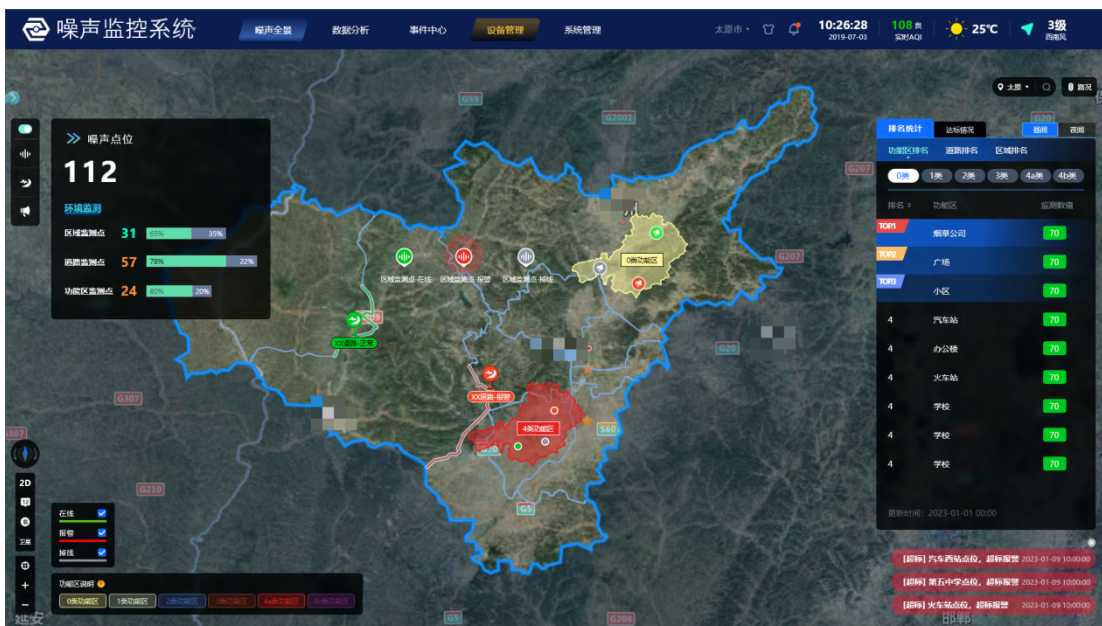 噪声监控系统
噪声全景 数据分析 事件中心 设备管理 系统管理
太原市 10:26:28 2019-07-03 108 良 实时AQI 25℃ 3级 西南风
太原 路况
噪声点位
112
环境监测
区域监测点 31 65% 35%
道路监测点 57 78% 22%
功能区监测点 24 80% 20%
G59
G2001
G20
G207
G207
区域监测点-在线 区域监测点-报警 区域监测点-掉线
0类功能区
XX道路-正常
G20
XX道路-报警
G307
4类功能区
S60
G210
G5
G5
G208
延安
邯郸
排名统计 达标情况 昼间 夜间
功能区排名 道路排名 区域排名
0类 1类 2类 3类 4a类 4b类
排名 功能区 监测数值
TOP1 烟草公司 70
TOP2 广场 70
TOP3 小区 70
4 汽车站 70
4 办公楼 70
4 火车站 70
4 学校 70
4 学校 70
4 学校 70
更新时间: 2023-01-01 00:00
[超标] 汽车西站点位，超标报警 2023-01-09 10:00:00
[超标] 第五中学点位，超标报警 2023-01-09 10:00:00
[超标] 火车站点位，超标报警 2023-01-09 10:00:00
2D
卫星
在线
报警
掉线
功能区说明
0类功能区 1类功能区 2类功能区 3类功能区 4a类功能区 4b类功能区